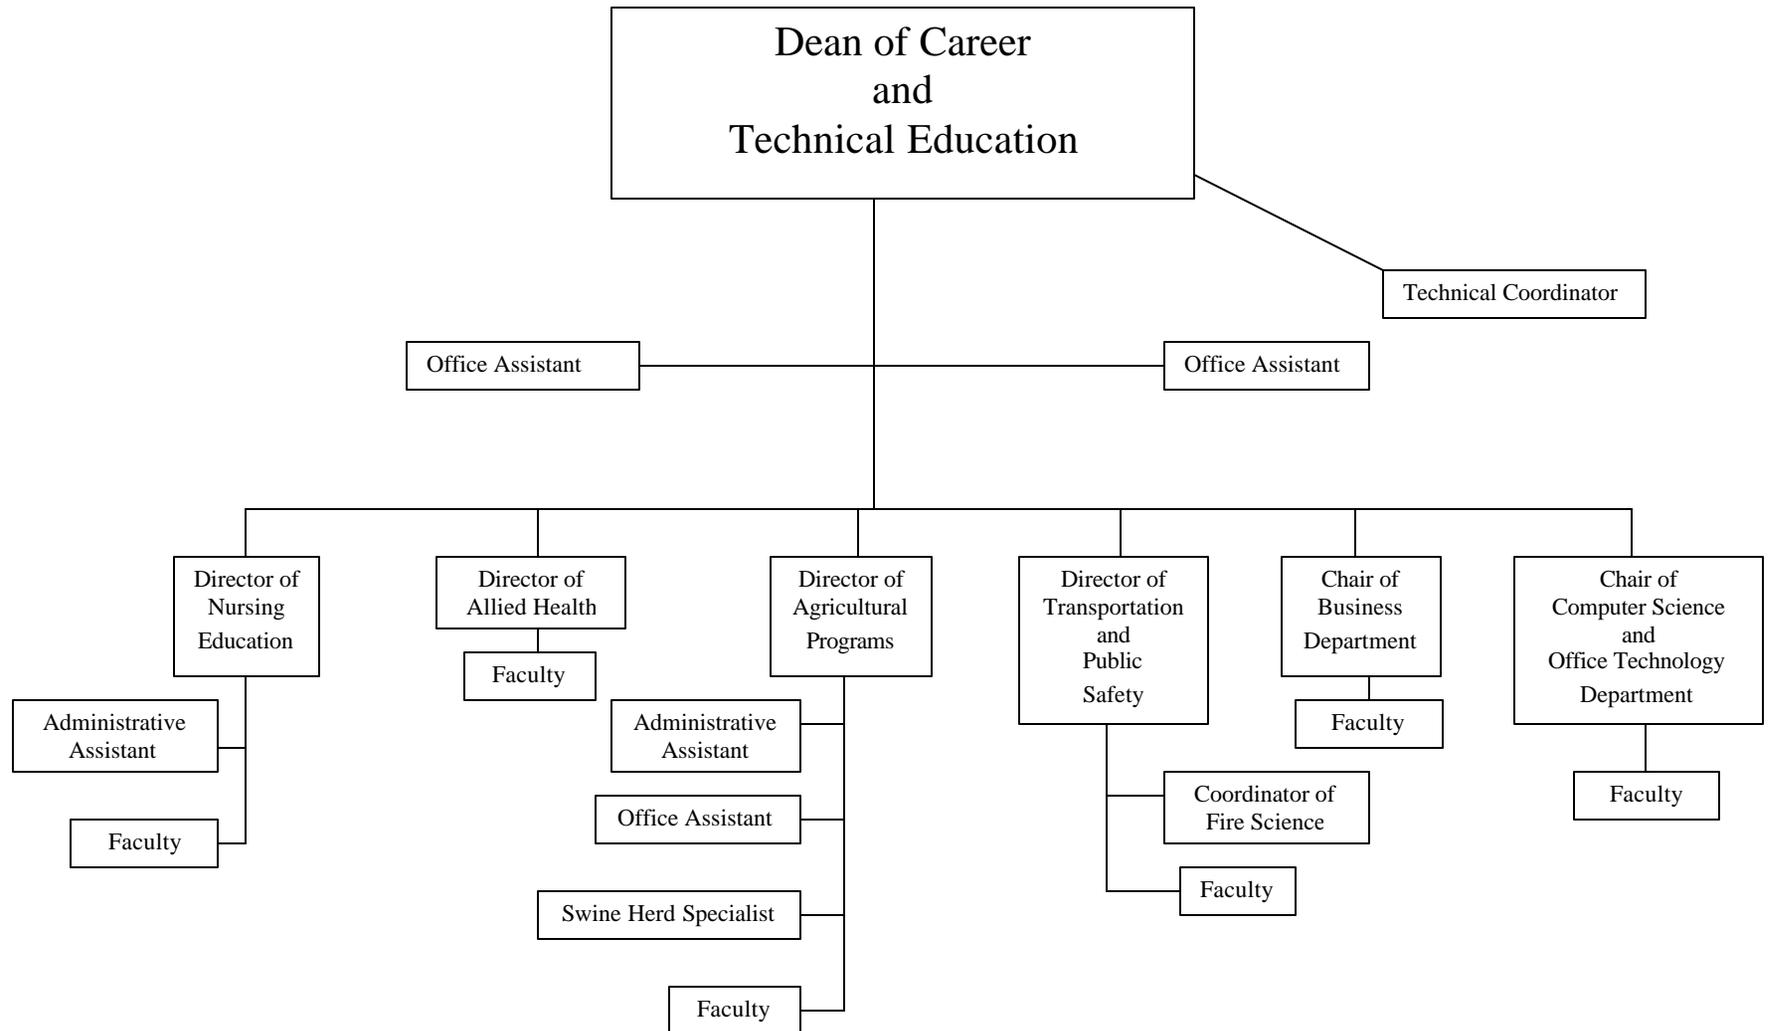 Dean of Career
and
Technical Education
Technical Coordinator
Office Assistant
Office Assistant
Director of
Nursing
Education
Director of
Allied Health
Director of
Agricultural
Programs
Director of
Transportation
and
Public
Safety
Chair of
Business
Department
Chair of
Computer Science
and
Office Technology
Department
Administrative
Assistant
Faculty
Faculty
Administrative
Assistant
Office Assistant
Swine Herd Specialist
Faculty
Coordinator of
Fire Science
Faculty
Faculty
Faculty